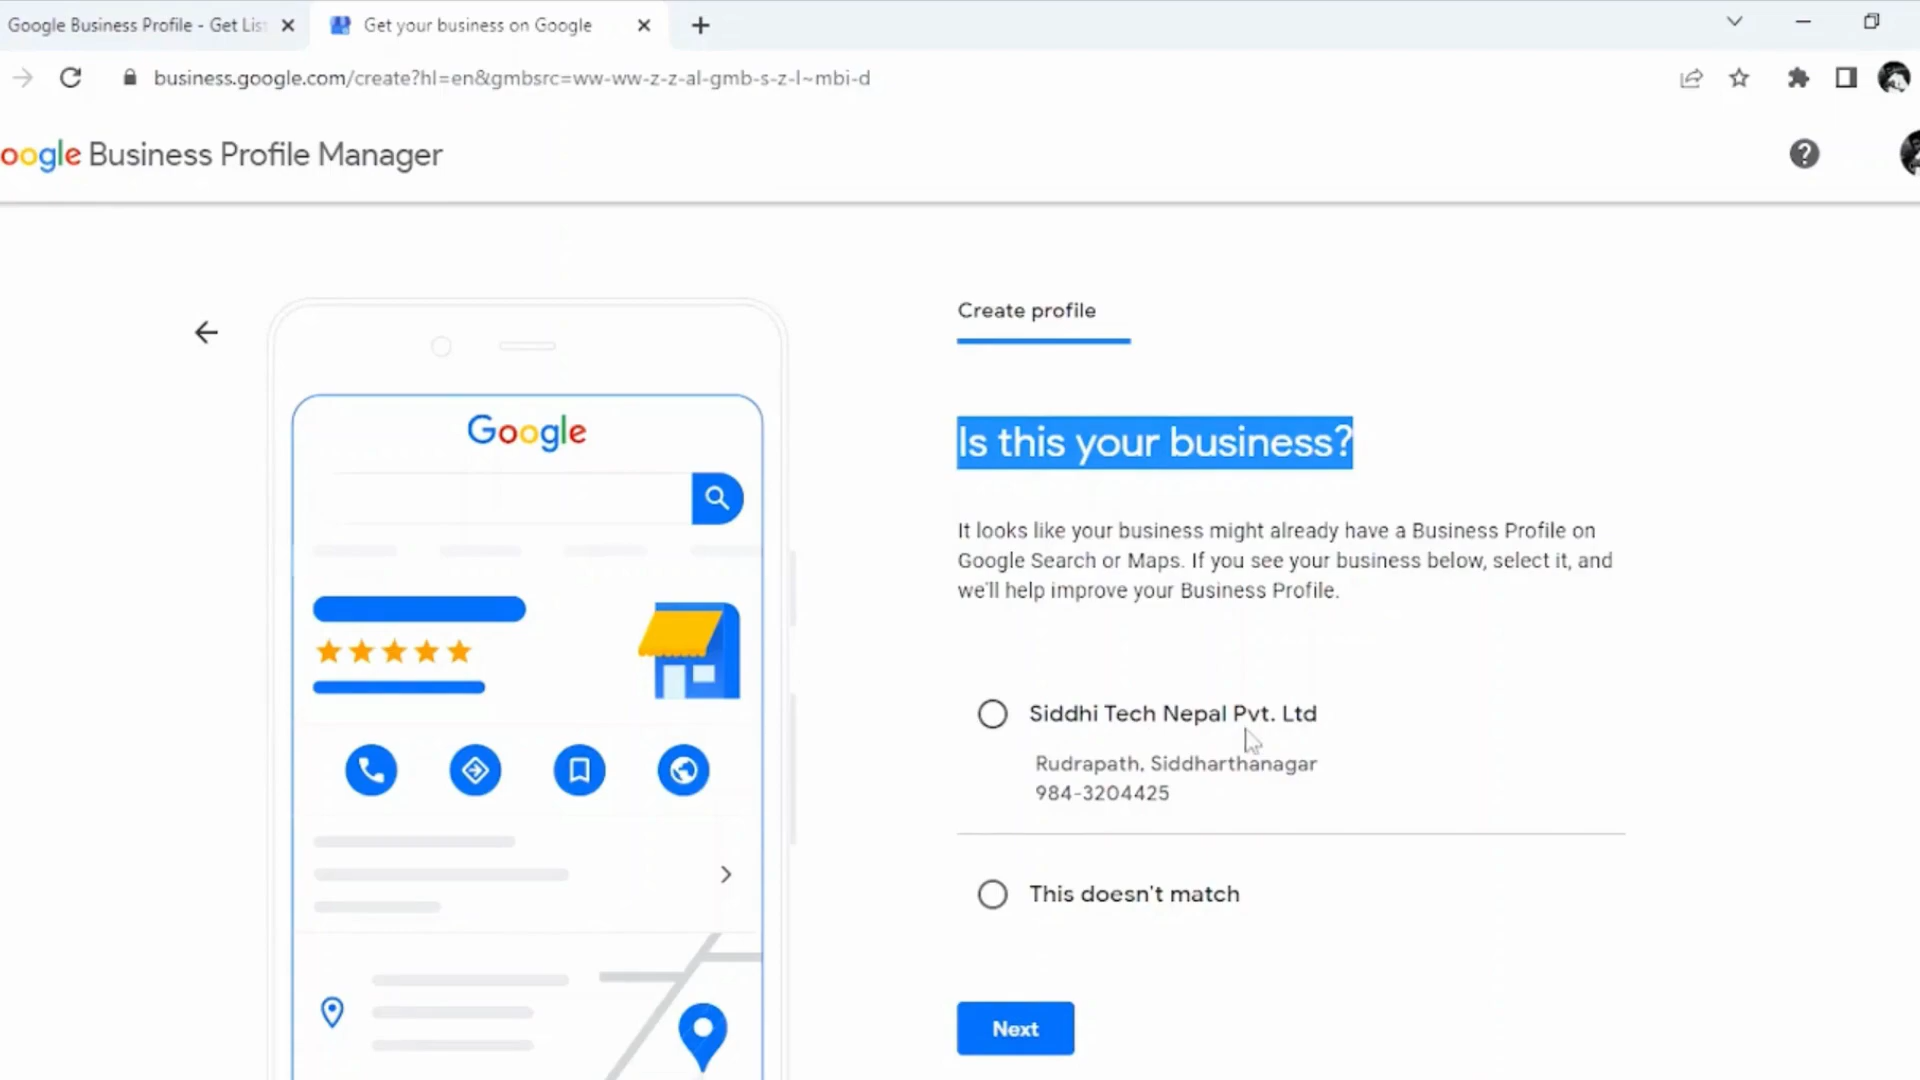 Google Business Profile - Get Lis
Get your business on Google
business.google.com/create?hl=en&gmbsrc=ww-ww-z-z-al-gmb-s-z-l~mbi-d
oogle Business Profile Manager
Create profile
Google
Is this your business?
It looks like your business might already have a Business Profile on
Google Search or Maps. If you see your business below, select it, and
we'll help improve your Business Profile.
Siddhi Tech Nepal Pvt. Ltd
Rudrapath, Siddharthanagar
984-3204425
This doesn't match
Next